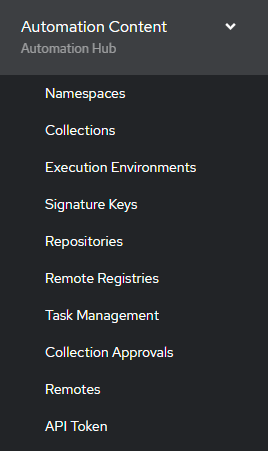 Automation Content
Automation Hub
Namespaces
Collections
Execution Environments
Signature Keys
Repositories
Remote Registries
Task Management
Collection Approvals
Remotes
API Token